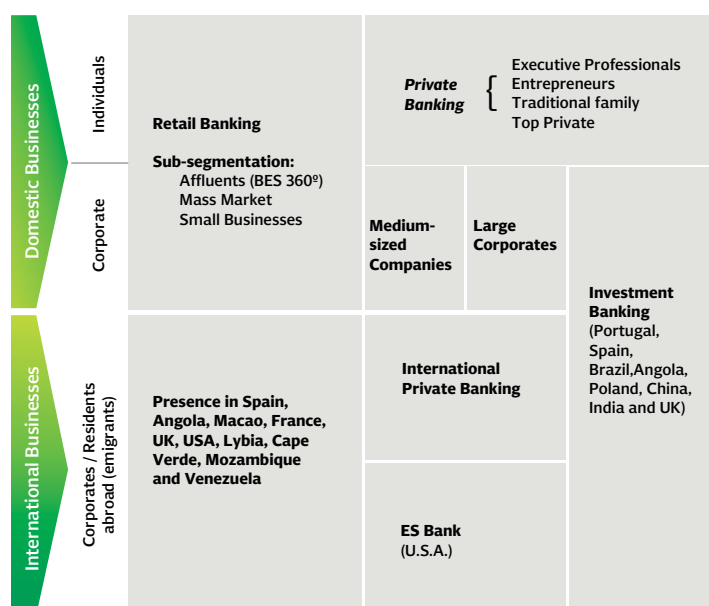 Domestic Businesses
Individuals
Corporate
Retail Banking
Sub-segmentation:
Affluents (BES 360º)
Mass Market
Small Businesses
Private
Banking
{
Executive Professionals
Entrepreneurs
Traditional family
Top Private
Medium-
sized
Companies
Large
Corporates
Investment
Banking
(Portugal,
Spain,
Brazil,Angola,
Poland, China,
India and UK)
International Businesses
Corporates / Residents
abroad (emigrants)
Presence in Spain,
Angola, Macao, France,
UK, USA, Lybia, Cape
Verde, Mozambique
and Venezuela
International
Private Banking
ES Bank
(U.S.A.)